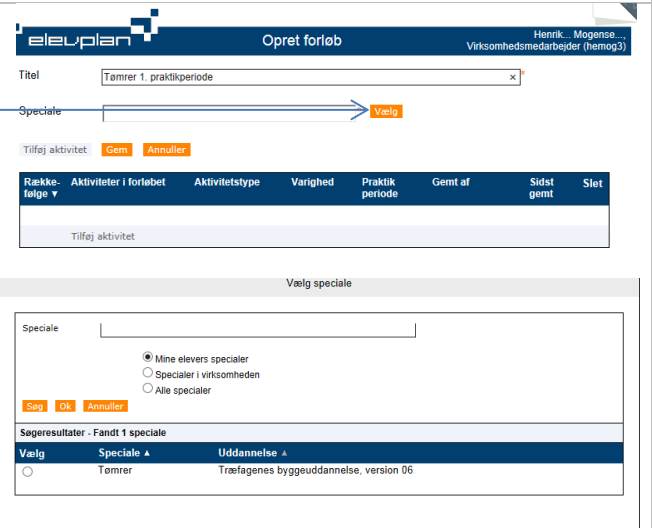 elevplan
Opret forløb
Henrik... Mogense...,
Virksomhedsmedarbejder (hemog3)
Titel
Tømrer 1. praktikperiode ×
*
Speciale
*
Vælg
Tilføj aktivitet Gem Annuller
Række-følge ▼ Aktiviteter i forløbet Aktivitetstype Varighed Praktik periode Gemt af Sidst gemt Slet
Tilføj aktivitet
Vælg speciale
Speciale
Mine elevers specialer
Specialer i virksomheden
Alle specialer
Søg Ok Annuller
Søgeresultater - Fandt 1 speciale
Vælg Speciale ▲ Uddannelse ▲
Tømrer Træfagenes byggeuddannelse, version 06